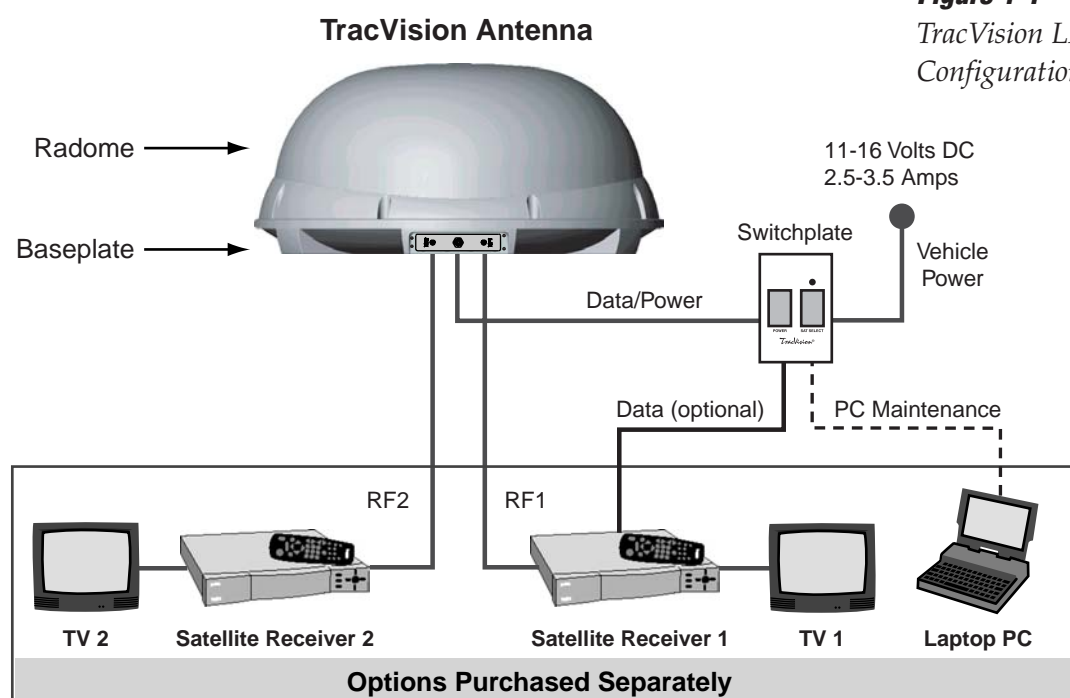 Figure 1-1
TracVision L
Configuration
TracVision Antenna
Radome
Baseplate
11-16 Volts DC
2.5-3.5 Amps
Switchplate
Vehicle
Power
Data/Power
POWER
SAT SELECT
TracVision®
Data (optional)
PC Maintenance
RF2
RF1
TV 2
Satellite Receiver 2
Satellite Receiver 1
TV 1
Laptop PC
Options Purchased Separately